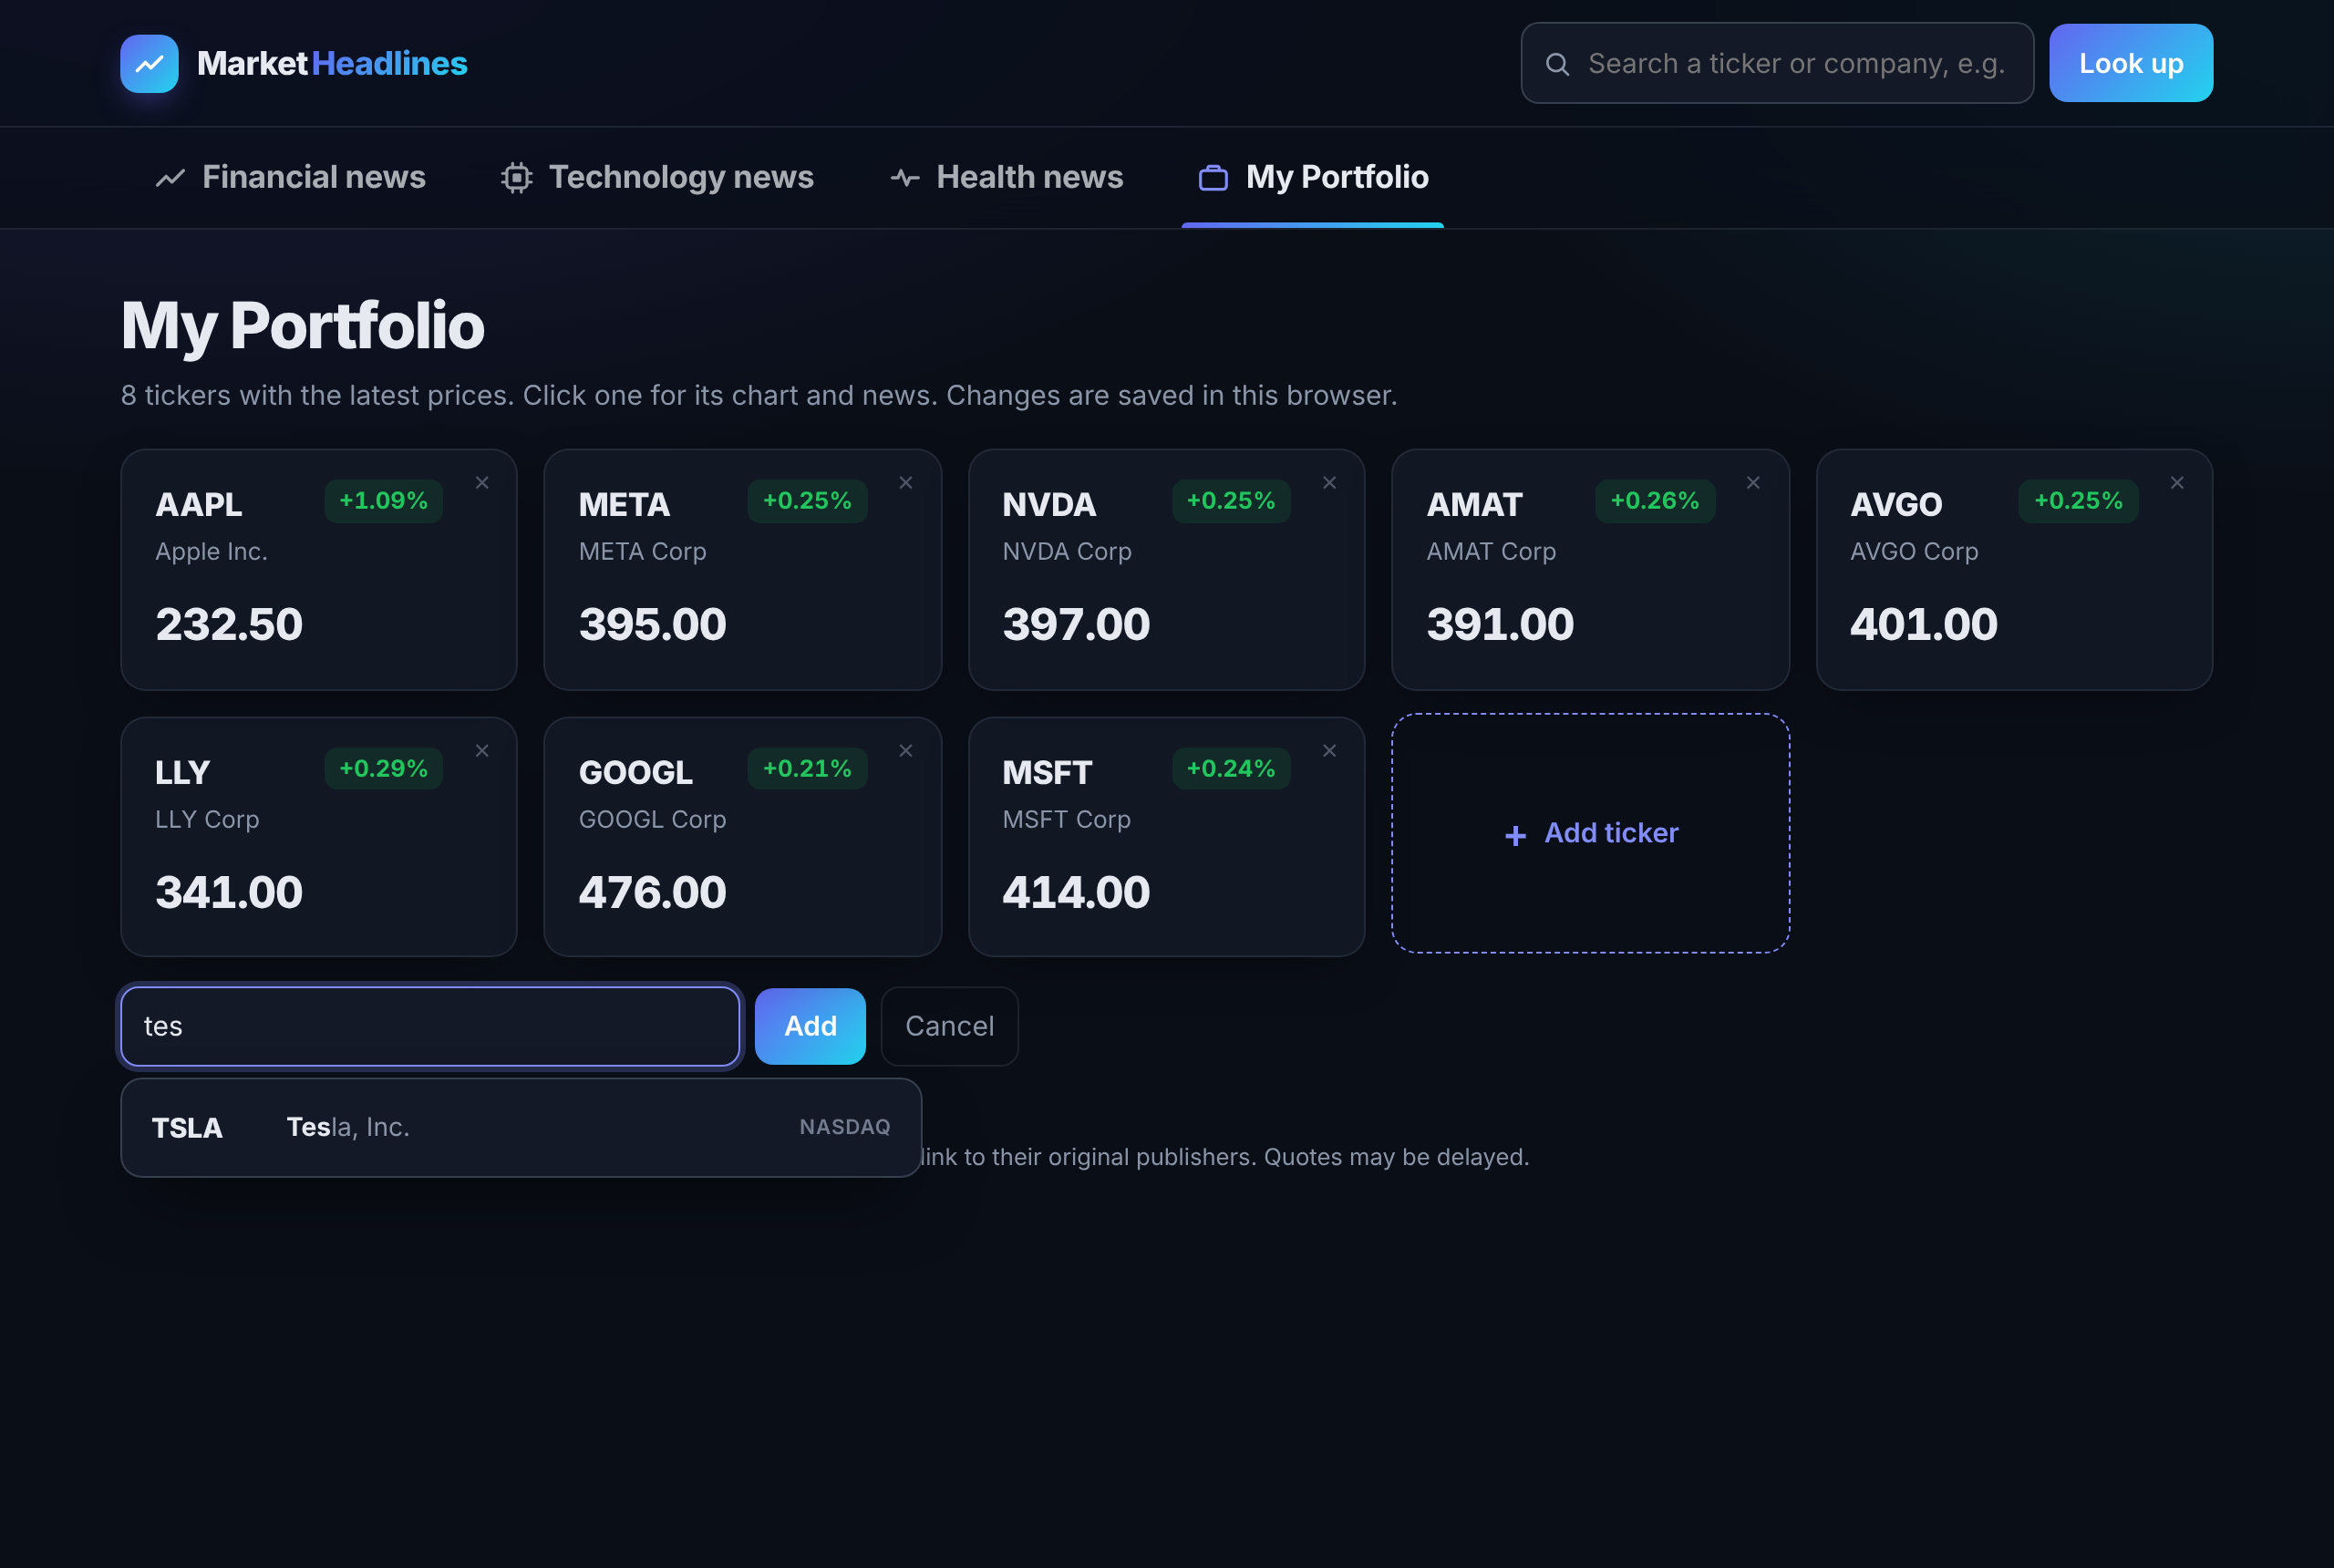 MarketHeadlines
Search a ticker or company, e.g.
Look up
Financial news
Technology news
Health news
My Portfolio
My Portfolio
8 tickers with the latest prices. Click one for its chart and news. Changes are saved in this browser.
AAPL +1.09% ×
Apple Inc.
232.50
META +0.25% ×
META Corp
395.00
NVDA +0.25% ×
NVDA Corp
397.00
AMAT +0.26% ×
AMAT Corp
391.00
AVGO +0.25% ×
AVGO Corp
401.00
LLY +0.29% ×
LLY Corp
341.00
GOOGL +0.21% ×
GOOGL Corp
476.00
MSFT +0.24% ×
MSFT Corp
414.00
+ Add ticker
tes
Add
Cancel
TSLA Tesla, Inc. NASDAQ
link to their original publishers. Quotes may be delayed.